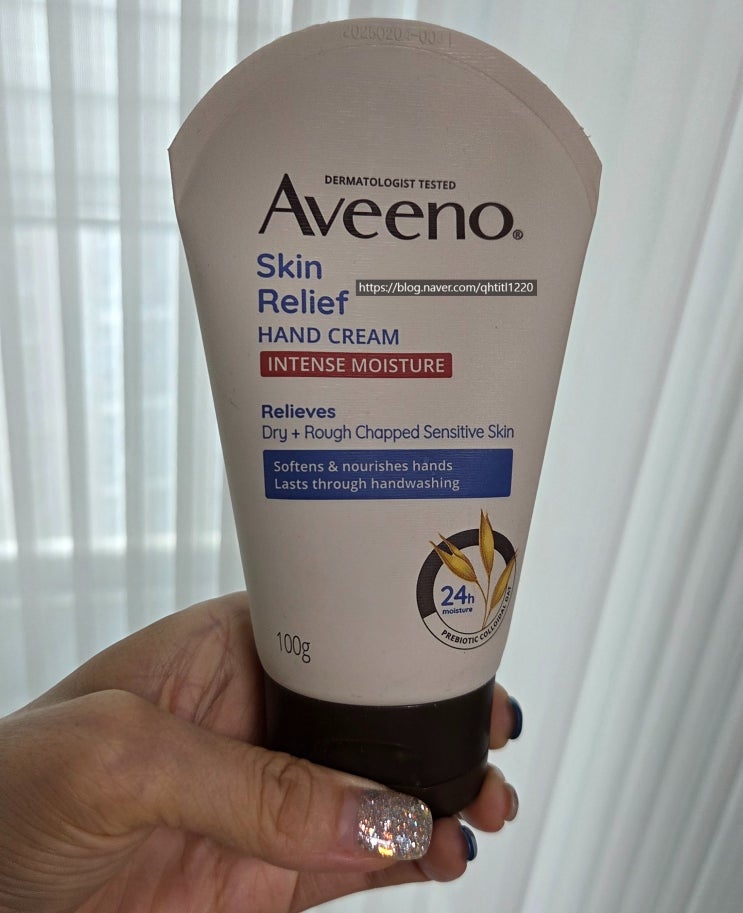 DERMATOLOGIST TESTED
Aveeno®
Skin
Relief
https://blog.naver.com/qhtitl1220
HAND CREAM
INTENSE MOISTURE
Relieves
Dry + Rough Chapped Sensitive Skin
Softens & nourishes hands
Lasts through handwashing
24h
moisture
PREBIOTIC COLLOIDAL OAT
100g